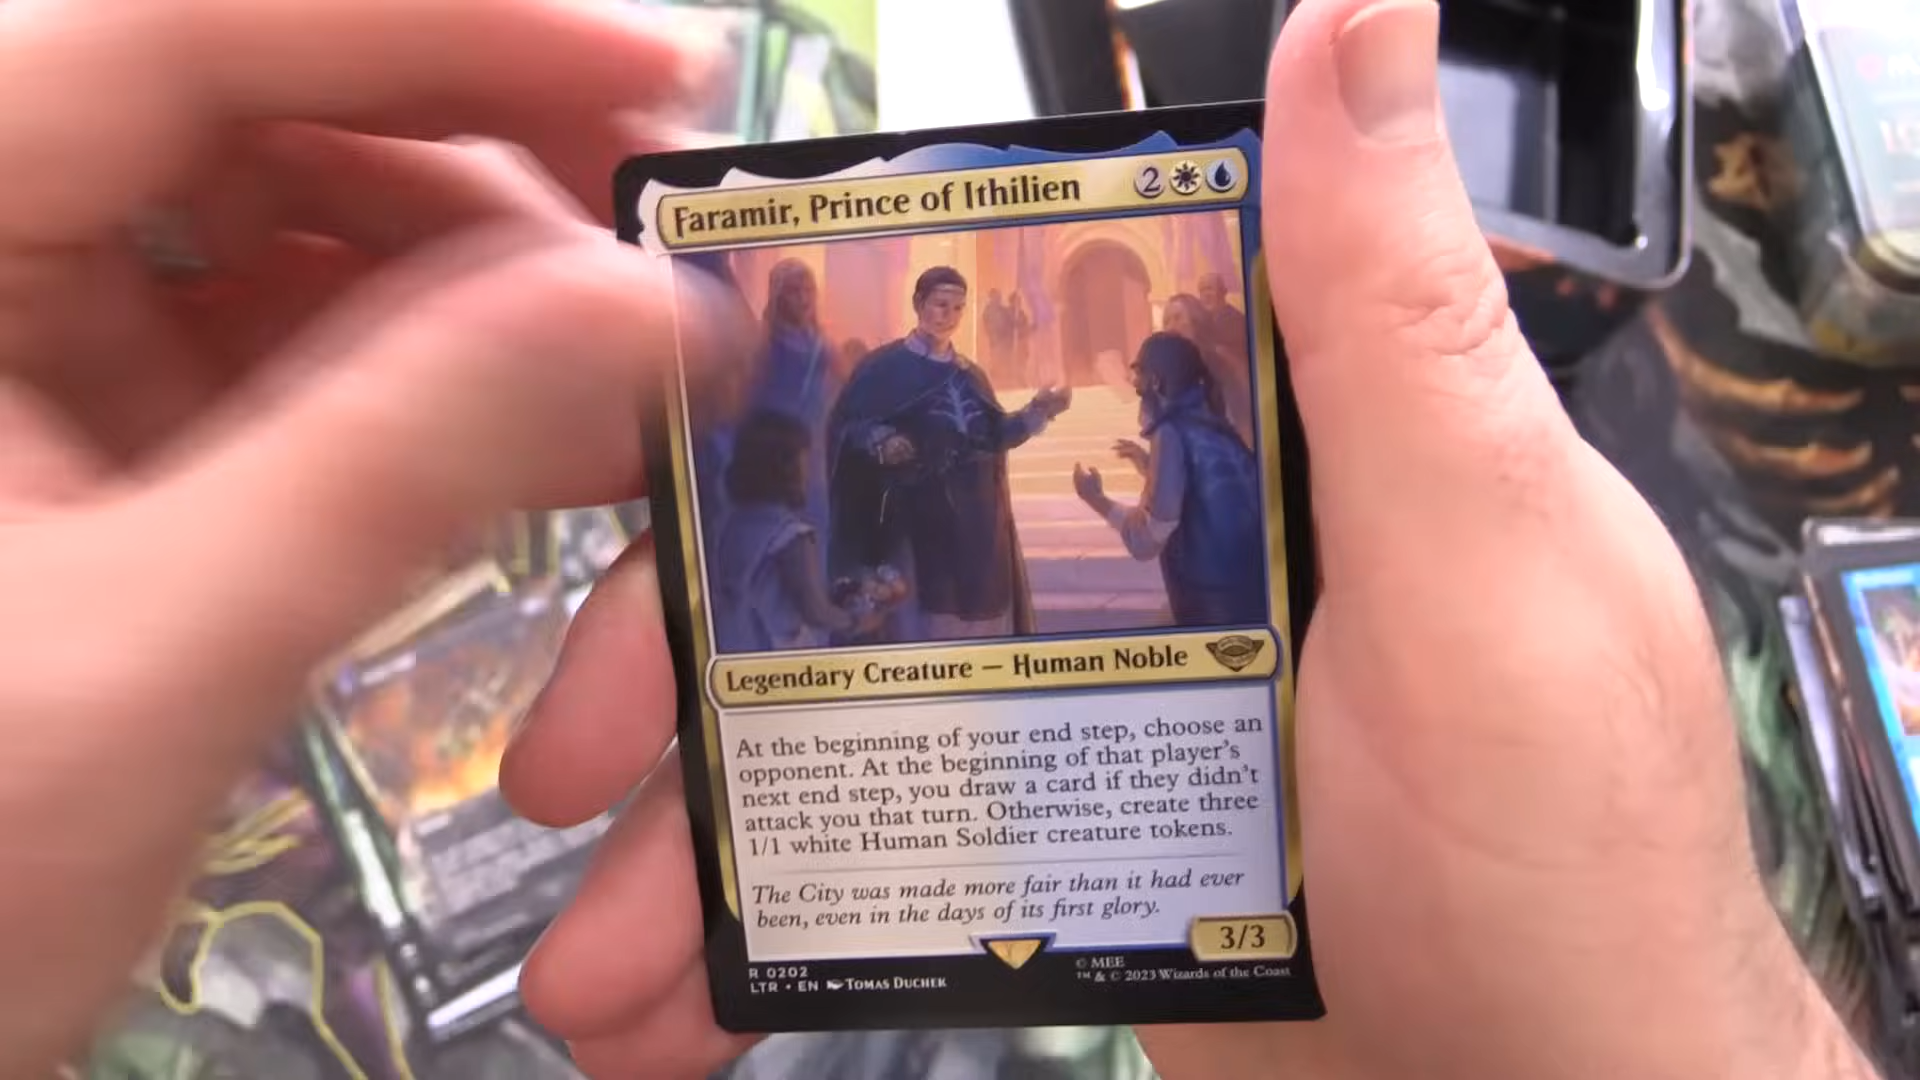 Faramir, Prince of Ithilien 2
Legendary Creature — Human Noble
At the beginning of your end step, choose an
opponent. At the beginning of that player's
next end step, you draw a card if they didn't
attack you that turn. Otherwise, create three
1/1 white Human Soldier creature tokens.
The City was made more fair than it had ever
been, even in the days of its first glory.
3/3
R 0202
LTR • EN TOMAS DUCHEK
© MEE
™ & © 2023 Wizards of the Coast